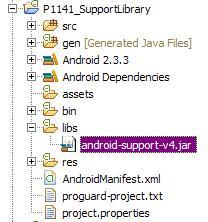 P1141_SupportLibrary
src
gen [Generated Java Files]
Android 2.3.3
Android Dependencies
assets
bin
libs
android-support-v4.jar
res
AndroidManifest.xml
proguard-project.txt
project.properties